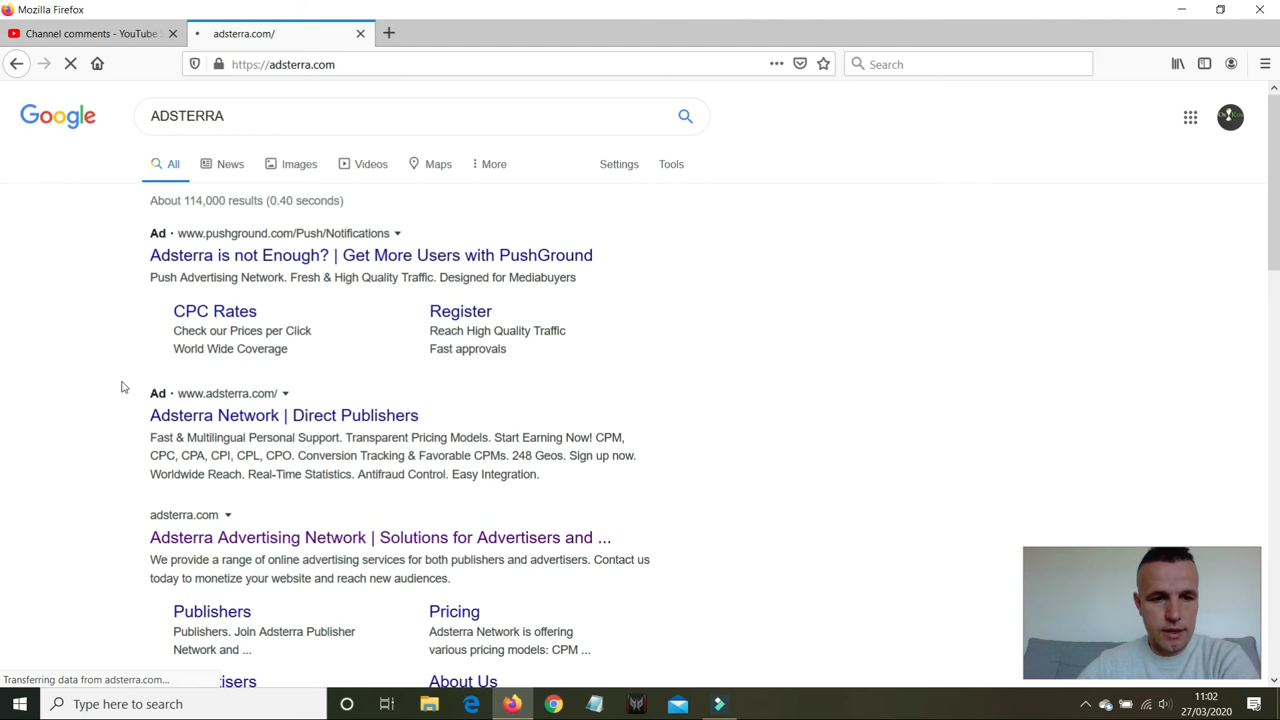 Mozilla Firefox
Channel comments - YouTube
adsterra.com/
https://adsterra.com
Search
Google
ADSTERRA
All
News
Images
Videos
Maps
More
Settings
Tools
About 114,000 results (0.40 seconds)
Ad · www.pushground.com/Push/Notifications
Adsterra is not Enough? | Get More Users with PushGround
Push Advertising Network. Fresh & High Quality Traffic. Designed for Mediabuyers
CPC Rates
Check our Prices per Click
World Wide Coverage
Register
Reach High Quality Traffic
Fast approvals
Ad · www.adsterra.com/
Adsterra Network | Direct Publishers
Fast & Multilingual Personal Support. Transparent Pricing Models. Start Earning Now! CPM,
CPC, CPA, CPI, CPL, CPO. Conversion Tracking & Favorable CPMs. 248 Geos. Sign up now.
Worldwide Reach. Real-Time Statistics. Antifraud Control. Easy Integration.
adsterra.com
Adsterra Advertising Network | Solutions for Advertisers and ...
We provide a range of online advertising services for both publishers and advertisers. Contact us
today to monetize your website and reach new audiences.
Publishers
Publishers. Join Adsterra Publisher
Network and ...
Pricing
Adsterra Network is offering
various pricing models: CPM ...
About Us
Transferring data from adsterra.com...
Type here to search
11:02
27/03/2020